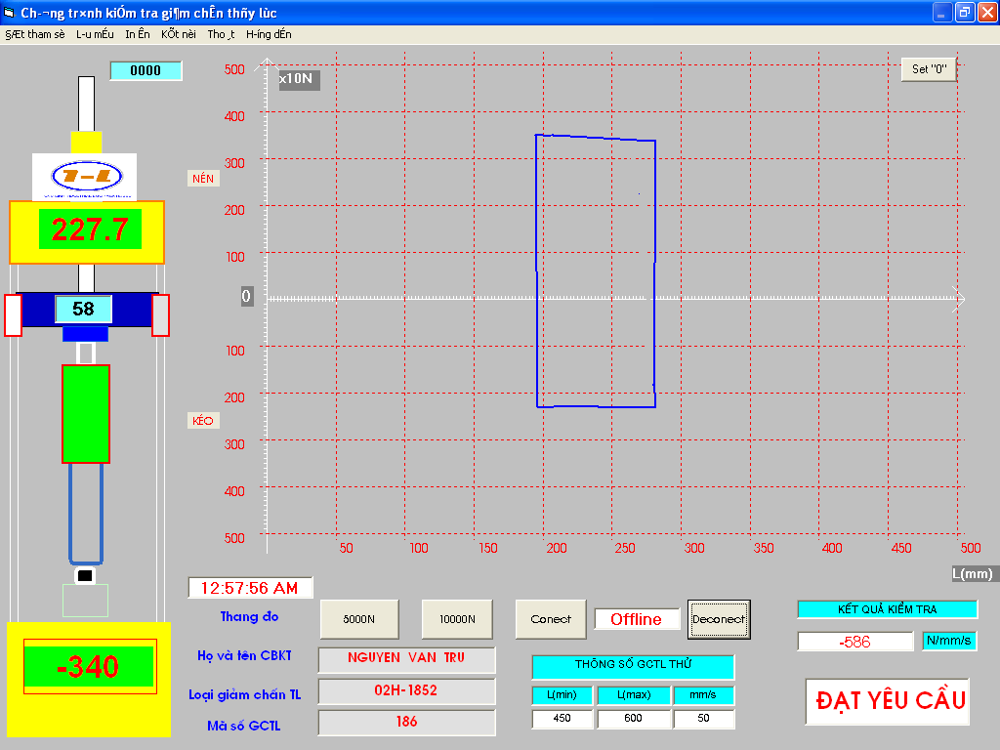 Ch­¬ng tr×nh kiÓm tra gi¶m chÊn thñy lùc
§Æt tham sè L­u mÉu In Ên KÕt nèi Tho¸t H­íng dÉn
0000
x10N
Set "0"
500
400
300
NÉN
200
100
0
100
200
KÉO
300
400
500
50 100 150 200 250 300 350 400 450 500
L(mm)
T-L
227.7
58
-340
12:57:56 AM
Thang đo
5000N
10000N
Conect
Offline
Deconect
Họ và tên CBKT
NGUYEN VAN TRU
Loại giảm chấn TL
02H-1852
Mã số GCTL
186
THÔNG SỐ GCTL THỬ
L(min) L(max) mm/s
450 600 50
KẾT QUẢ KIỂM TRA
-586 N/mm/s
ĐẠT YÊU CẦU